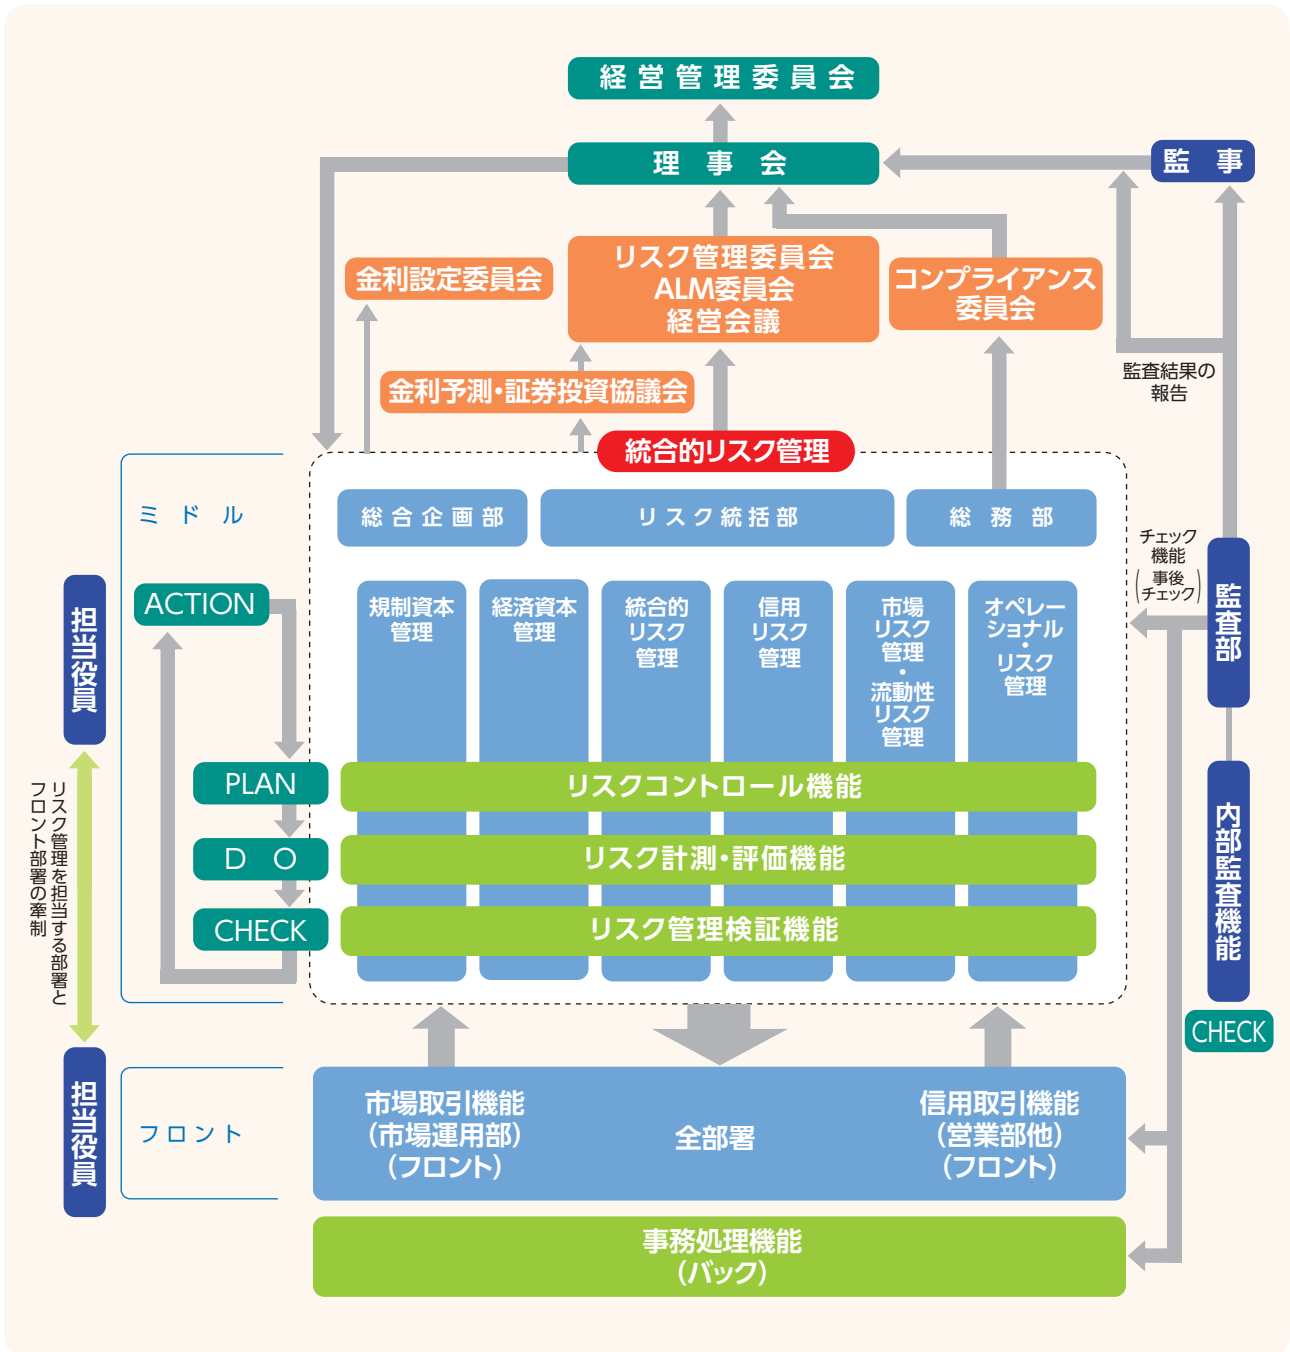 経営管理委員会
理事会
監事
金利設定委員会
リスク管理委員会
ALM委員会
経営会議
コンプライアンス
委員会
監査結果の
報告
金利予測・証券投資協議会
統合的リスク管理
ミドル
総合企画部
リスク統括部
総務部
チェック
機能
(事後
チェック)
監査部
担当役員
ACTION
規制資本
管理
経済資本
管理
統合的
リスク
管理
信用
リスク
管理
市場
リスク
管理
・
流動性
リスク
管理
オペレー
ショナル
・
リスク
管理
PLAN
リスクコントロール機能
DO
リスク計測・評価機能
CHECK
リスク管理検証機能
リスク管理を担当する部署と
フロント部署の牽制
内部監査機能
CHECK
担当役員
フロント
市場取引機能
(市場運用部)
(フロント)
全部署
信用取引機能
(営業部他)
(フロント)
事務処理機能
(バック)